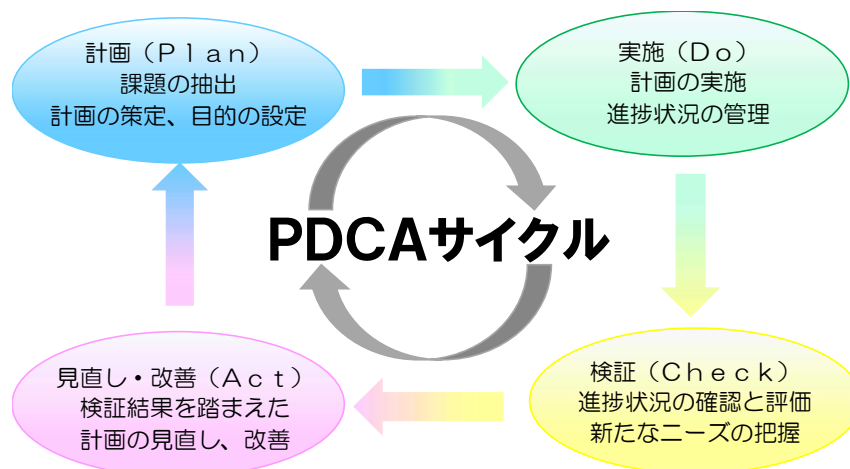 計画（Ｐｌａｎ）
課題の抽出
計画の策定、目的の設定
実施（Ｄｏ）
計画の実施
進捗状況の管理
PDCAサイクル
検証（Ｃｈｅｃｋ）
進捗状況の確認と評価
新たなニーズの把握
見直し・改善（Ａｃｔ）
検証結果を踏まえた
計画の見直し、改善